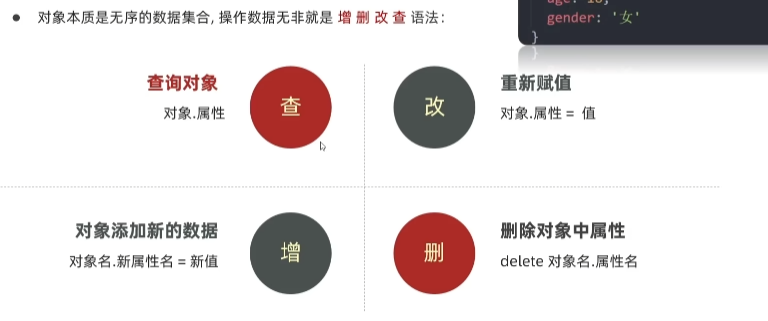 ● 对象本质是无序的数据集合, 操作数据无非就是 增 删 改 查 语法：
gender: '女'
}
查询对象
对象.属性
查
改
重新赋值
对象.属性 = 值
对象添加新的数据
对象名.新属性名 = 新值
增
删
删除对象中属性
delete 对象名.属性名